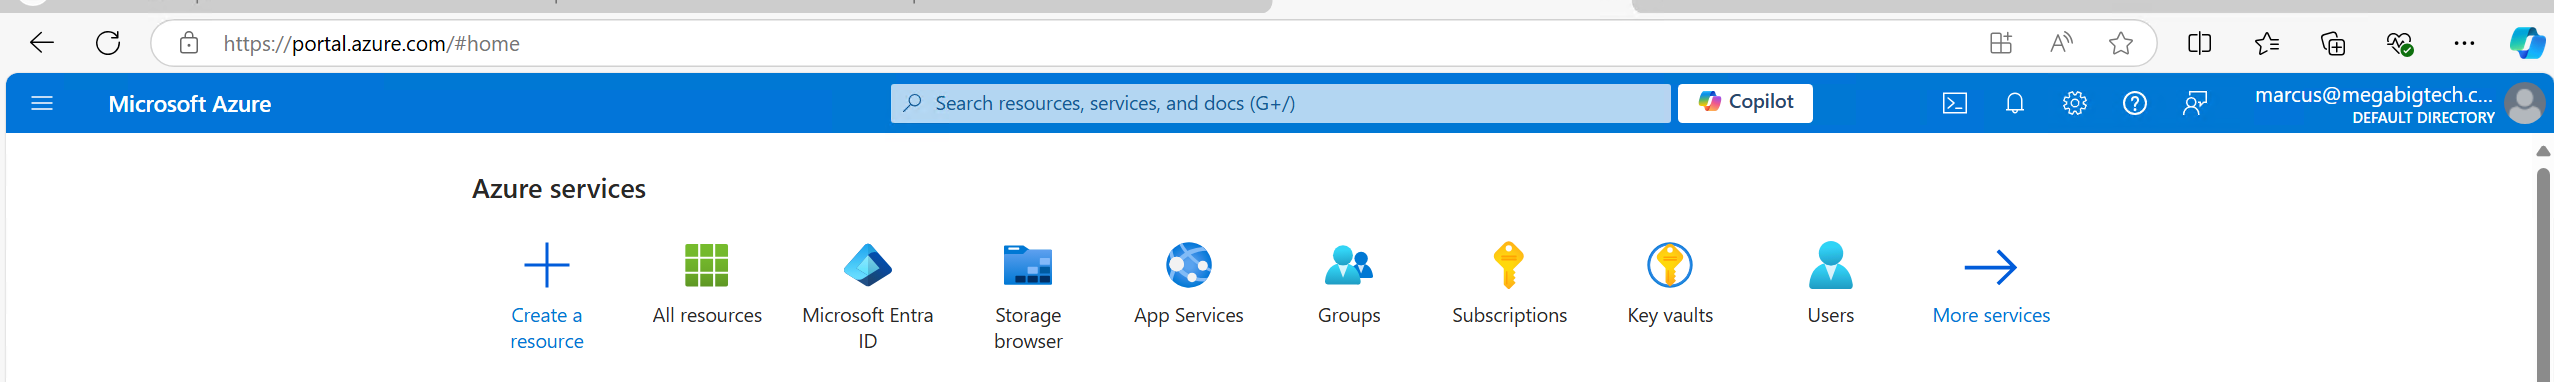 https://portal.azure.com/#home
Microsoft Azure
Search resources, services, and docs (G+/)
Copilot
marcus@megabigtech.c...
DEFAULT DIRECTORY
Azure services
Create a resource
All resources
Microsoft Entra ID
Storage browser
App Services
Groups
Subscriptions
Key vaults
Users
More services